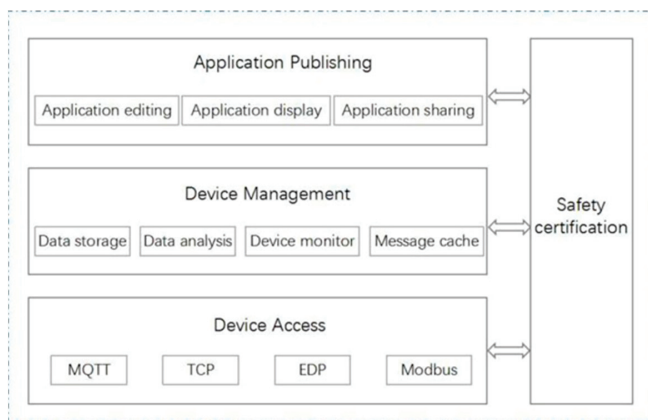 Application Publishing
Application editing Application display Application sharing
Device Management
Data storage Data analysis Device monitor Message cache
Safety
certification
Device Access
MQTT TCP EDP Modbus